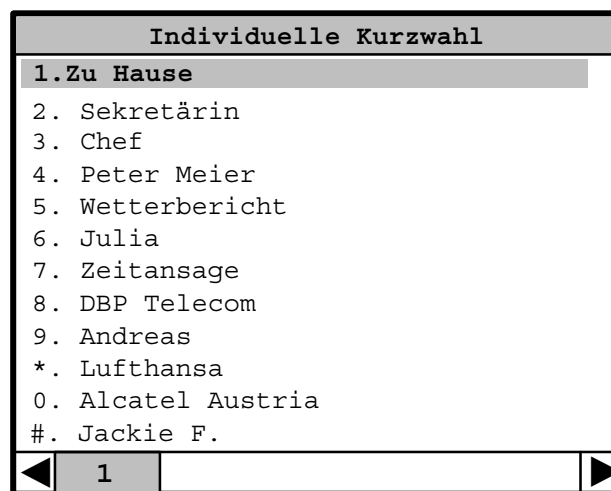 Individuelle Kurzwahl
1.Zu Hause
2. Sekretärin
3. Chef
4. Peter Meier
5. Wetterbericht
6. Julia
7. Zeitansage
8. DBP Telecom
9. Andreas
*. Lufthansa
0. Alcatel Austria
#. Jackie F.
1